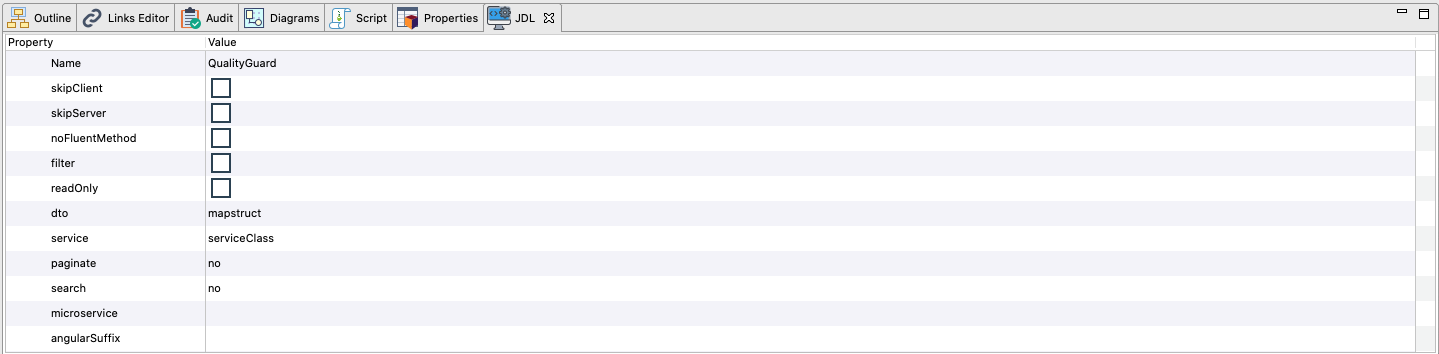 Outline Links Editor Audit Diagrams Script Properties JDL
Property Value
Name QualityGuard
skipClient
skipServer
noFluentMethod
filter
readOnly
dto mapstruct
service serviceClass
paginate no
search no
microservice
angularSuffix